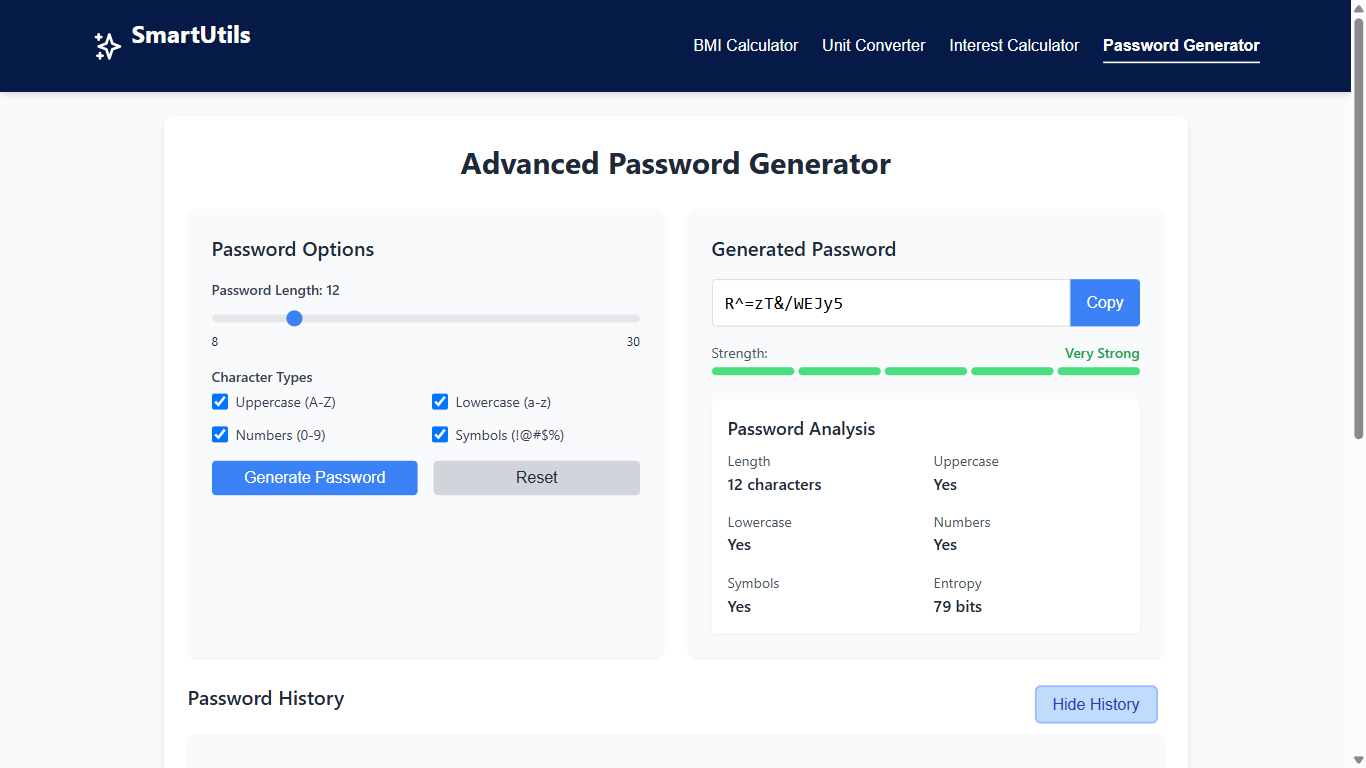 SmartUtils
BMI Calculator Unit Converter Interest Calculator Password Generator
Advanced Password Generator
Password Options
Password Length: 12
8 30
Character Types
Uppercase (A-Z) Lowercase (a-z)
Numbers (0-9) Symbols (!@#$%)
Generate Password Reset
Generated Password
R^=zT&/WEJy5 Copy
Strength: Very Strong
Password Analysis
Length Uppercase
12 characters Yes
Lowercase Numbers
Yes Yes
Symbols Entropy
Yes 79 bits
Password History Hide History